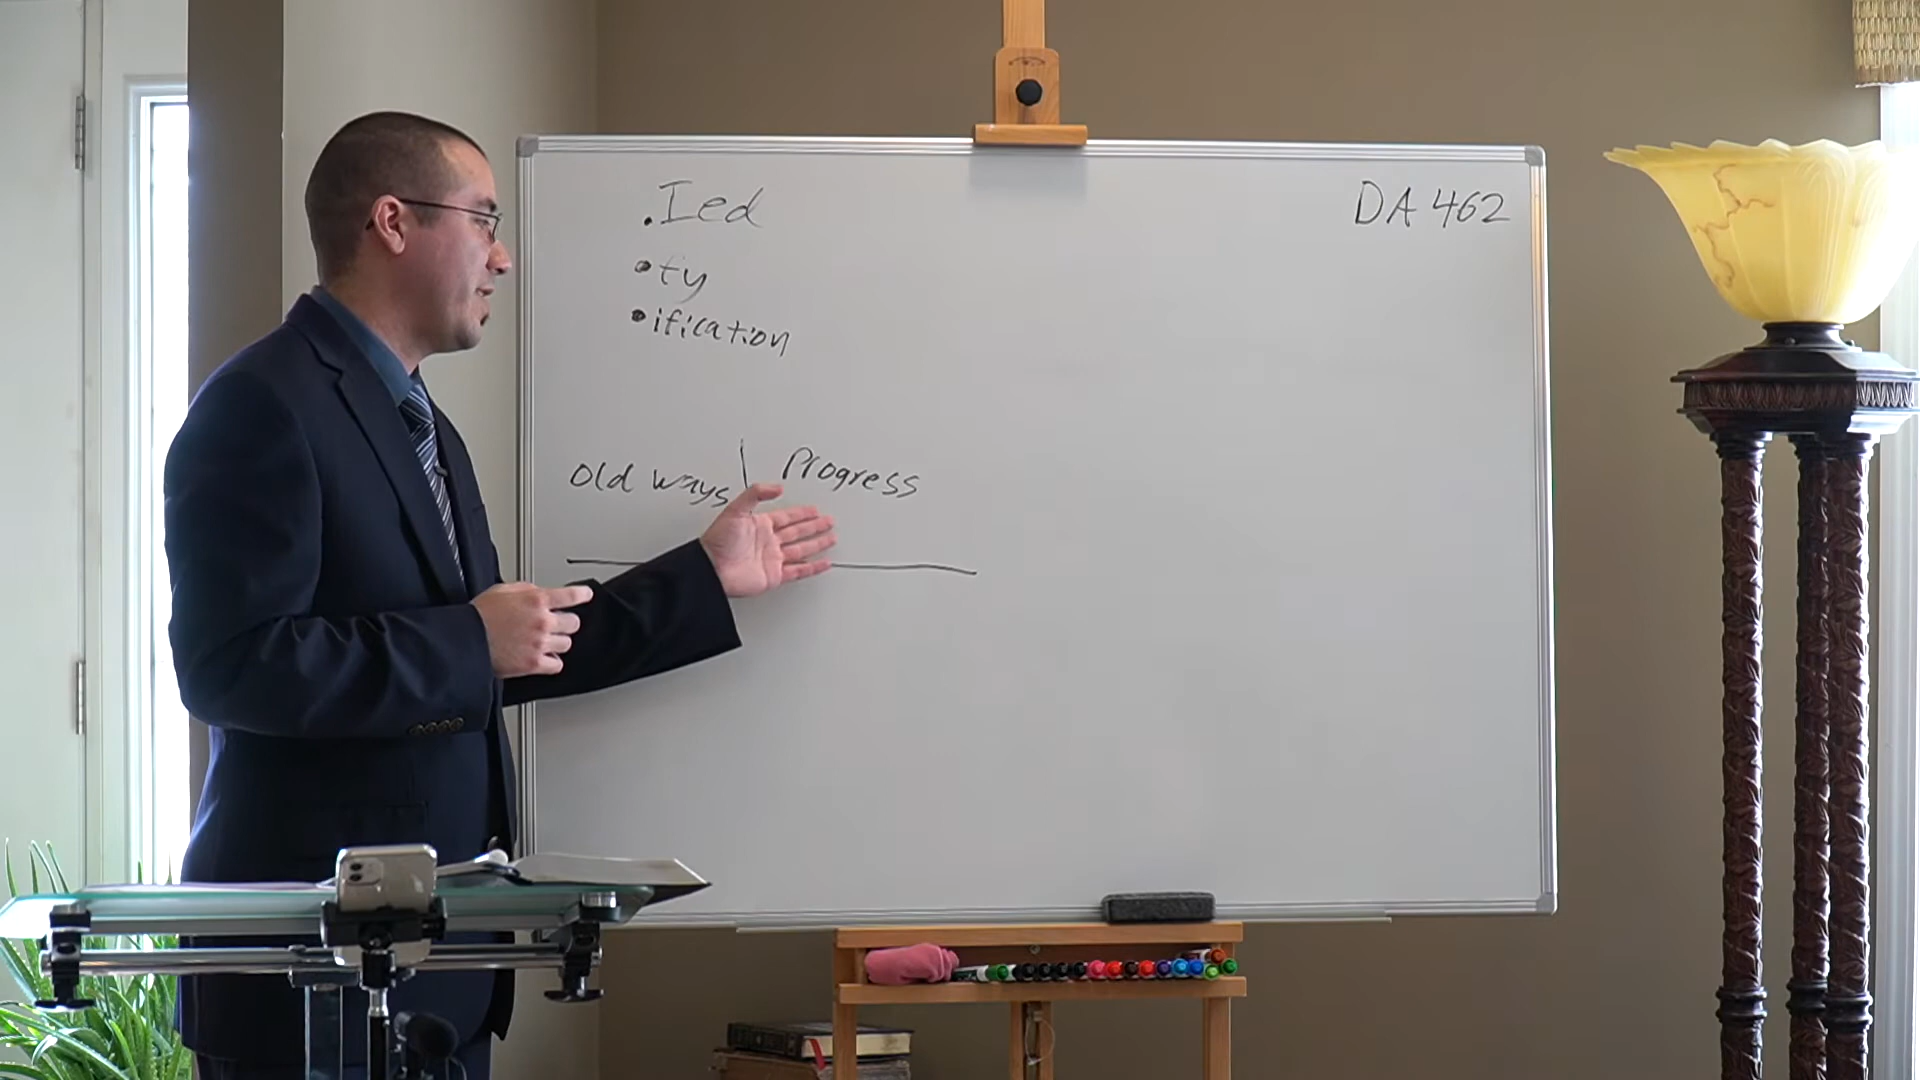 .Ied
DA 462
•ty
•ification
Old ways | Progress